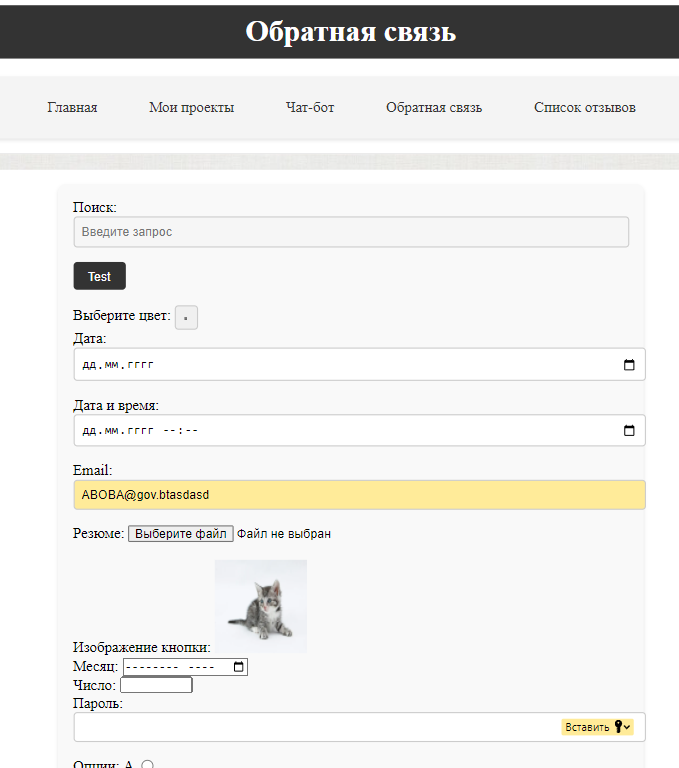 Обратная связь
Главная Мои проекты Чат-бот Обратная связь Список отзывов
Поиск:
Введите запрос
Test
Выберите цвет:
Дата:
дд.мм.гггг
Дата и время:
дд.мм.гггг --:--
Email:
ABOBA@gov.btasdasd
Резюме: Выберите файл Файл не выбран
Изображение кнопки:
Месяц: -------- ----
Число:
Пароль:
Вставить
Опции: A